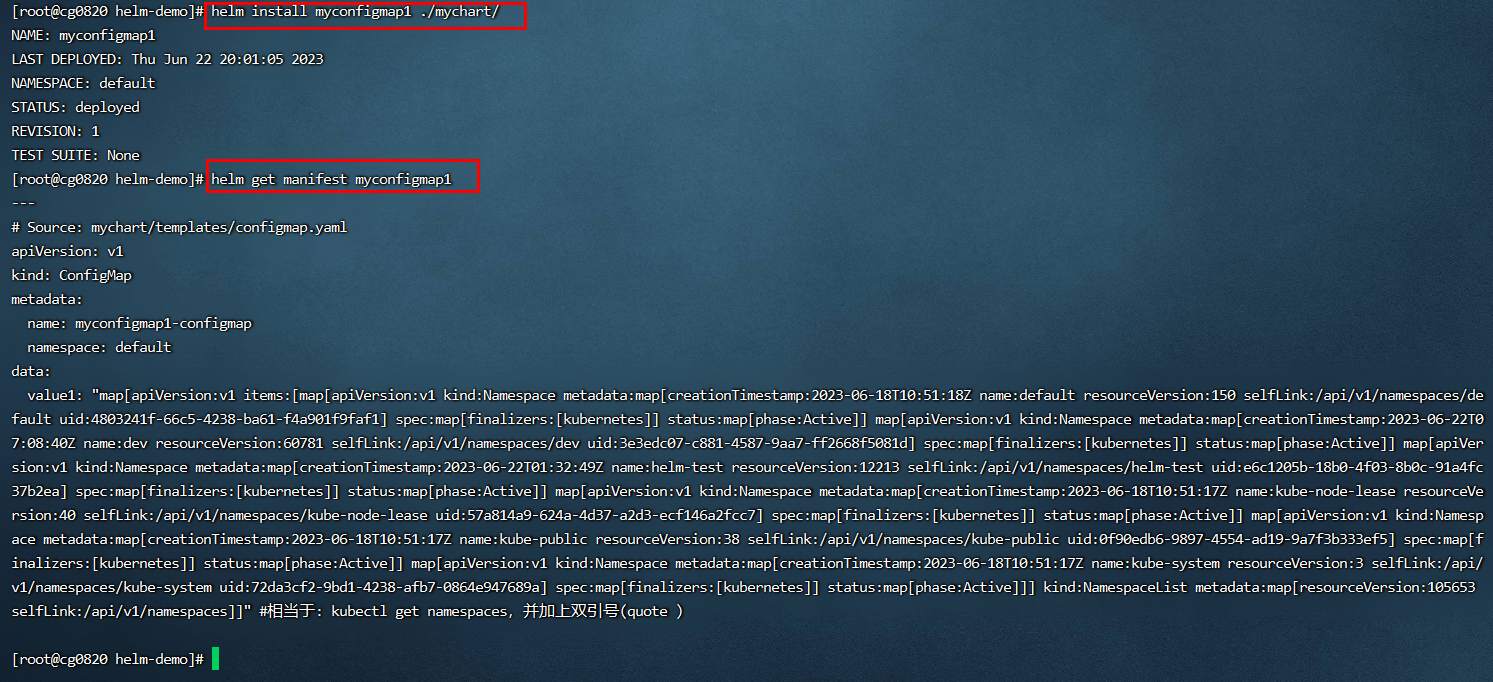 [root@cg0820 helm-demo]# helm install myconfigmap1 ./mychart/
NAME: myconfigmap1
LAST DEPLOYED: Thu Jun 22 20:01:05 2023
NAMESPACE: default
STATUS: deployed
REVISION: 1
TEST SUITE: None
[root@cg0820 helm-demo]# helm get manifest myconfigmap1
---
# Source: mychart/templates/configmap.yaml
apiVersion: v1
kind: ConfigMap
metadata:
  name: myconfigmap1-configmap
  namespace: default
data:
  value1: "map[apiVersion:v1 items:[map[apiVersion:v1 kind:Namespace metadata:map[creationTimestamp:2023-06-18T10:51:18Z name:default resourceVersion:150 selfLink:/api/v1/namespaces/de
fault uid:4803241f-66c5-4238-ba61-f4a901f9faf1] spec:map[finalizers:[kubernetes]] status:map[phase:Active]] map[apiVersion:v1 kind:Namespace metadata:map[creationTimestamp:2023-06-22T0
7:08:40Z name:dev resourceVersion:60781 selfLink:/api/v1/namespaces/dev uid:3e3edc07-c881-4587-9aa7-ff2668f5081d] spec:map[finalizers:[kubernetes]] status:map[phase:Active]] map[apiVer
sion:v1 kind:Namespace metadata:map[creationTimestamp:2023-06-22T01:32:49Z name:helm-test resourceVersion:12213 selfLink:/api/v1/namespaces/helm-test uid:e6c1205b-18b0-4f03-8b0c-91a4fc
37b2ea] spec:map[finalizers:[kubernetes]] status:map[phase:Active]] map[apiVersion:v1 kind:Namespace metadata:map[creationTimestamp:2023-06-18T10:51:17Z name:kube-node-lease resourceVe
rsion:40 selfLink:/api/v1/namespaces/kube-node-lease uid:57a814a9-624a-4d37-a2d3-ecf146a2fcc7] spec:map[finalizers:[kubernetes]] status:map[phase:Active]] map[apiVersion:v1 kind:Namesp
ace metadata:map[creationTimestamp:2023-06-18T10:51:17Z name:kube-public resourceVersion:38 selfLink:/api/v1/namespaces/kube-public uid:0f90edb6-9897-4554-ad19-9a7f3b333ef5] spec:map[f
inalizers:[kubernetes]] status:map[phase:Active]] map[apiVersion:v1 kind:Namespace metadata:map[creationTimestamp:2023-06-18T10:51:17Z name:kube-system resourceVersion:3 selfLink:/api/
v1/namespaces/kube-system uid:72da3cf2-9bd1-4238-afb7-0864e947689a] spec:map[finalizers:[kubernetes]] status:map[phase:Active]]] kind:NamespaceList metadata:map[resourceVersion:105653
selfLink:/api/v1/namespaces]]" #相当于: kubectl get namespaces, 并加上双引号(quote )
[root@cg0820 helm-demo]#